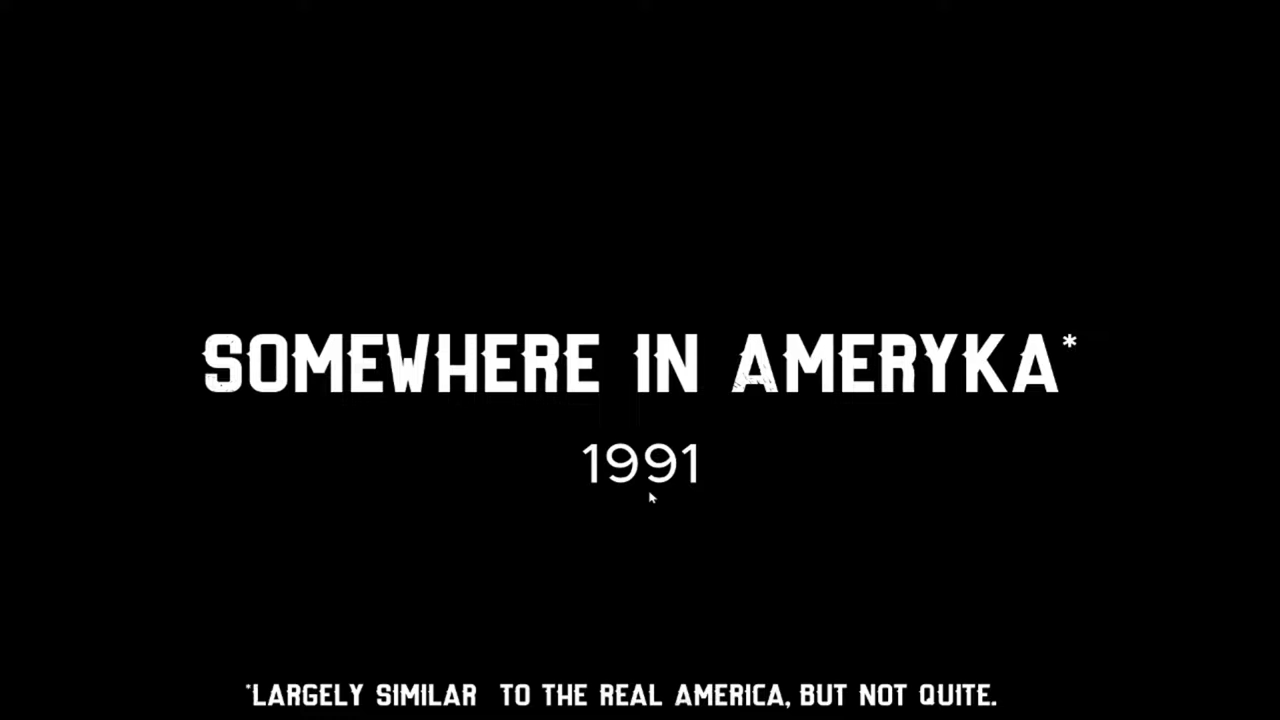 SOMEWHERE IN AMERYKA*
1991
*LARGELY SIMILAR TO THE REAL AMERICA, BUT NOT QUITE.